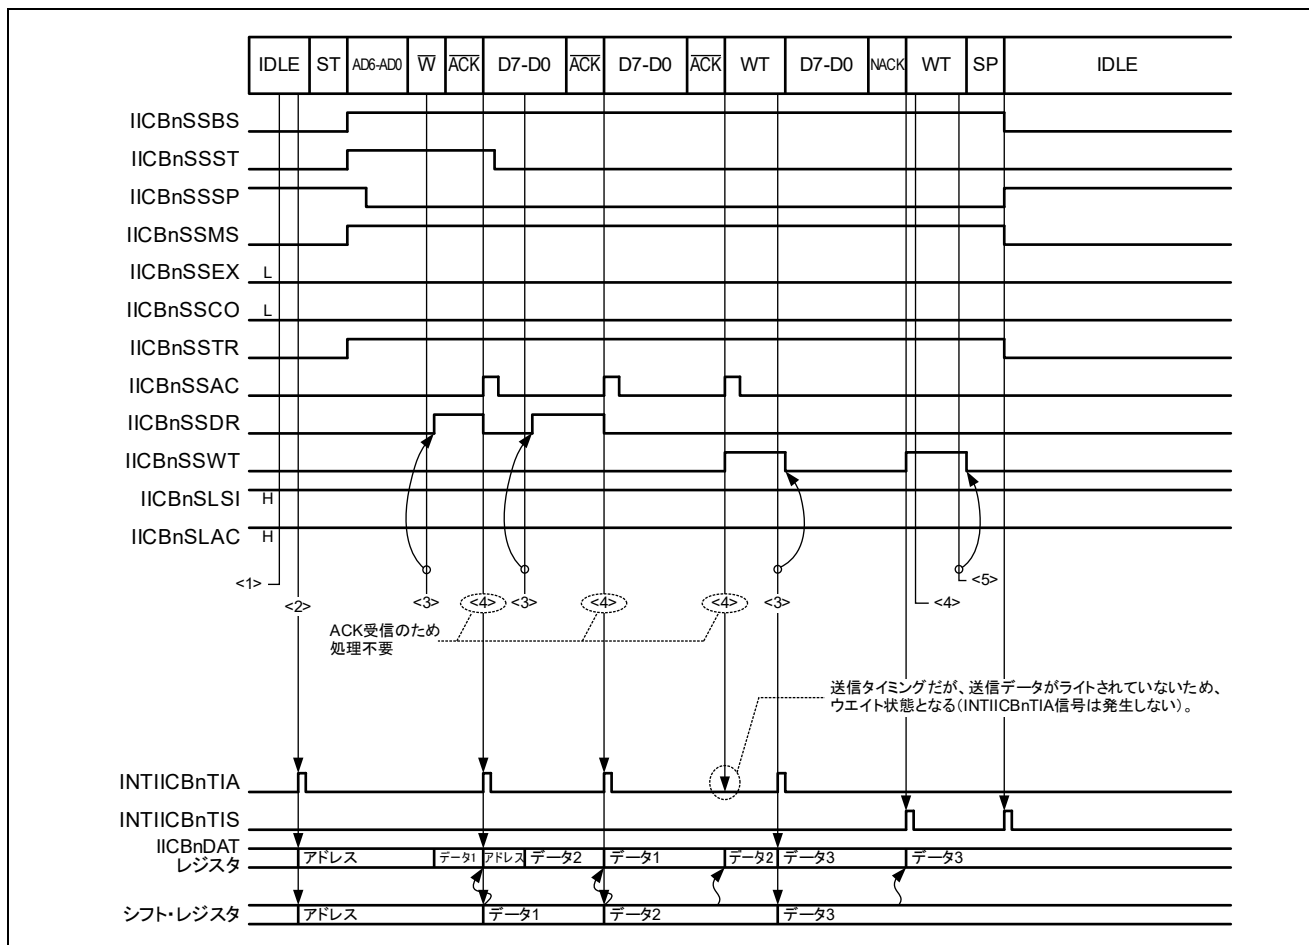 IDLE ST AD6-AD0 W ACK D7-D0 ACK D7-D0 ACK WT D7-D0 NACK WT SP IDLE
IICBnSSBS
IICBnSSST
IICBnSSSP
IICBnSSMS
IICBnSSEX L
IICBnSSCO L
IICBnSSTR
IICBnSSAC
IICBnSSDR
IICBnSSWT
IICBnSLSI H
IICBnSLAC H
<1> <5>
<2> <3> <4> <3> <4> <4> <3> <4>
ACK受信のため
処理不要
送信タイミングだが、送信データがライトされていないため、
ウエイト状態となる(INTIICBnTIA信号は発生しない)。
INTIICBnTIA
INTIICBnTIS
IICBnDAT
レジスタ アドレス データ1 アドレス データ2 データ1 データ2 データ3 データ3
シフト・レジスタ アドレス データ1 データ2 データ3